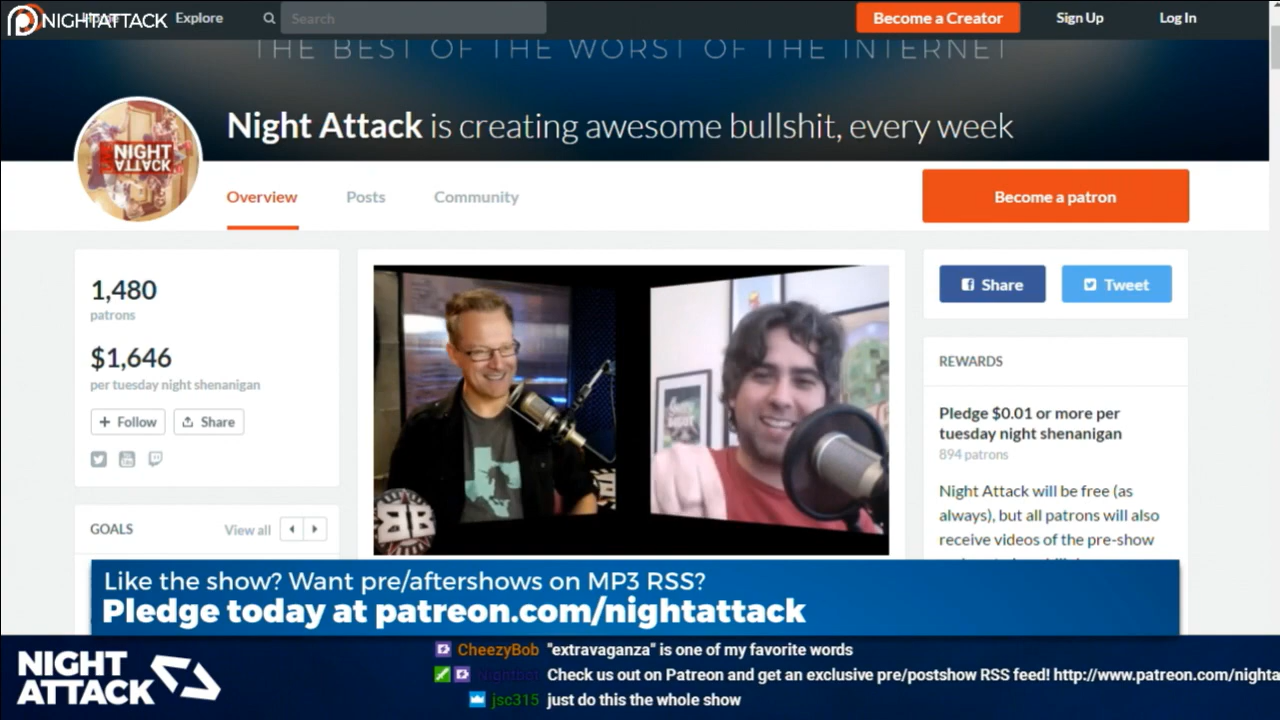 NIGHTATTACK
Explore
Search
Become a Creator
Sign Up
Log In
THE BEST OF THE WORST OF THE INTERNET
Night Attack is creating awesome bullshit, every week
NIGHT
ATTACK
Overview
Posts
Community
Become a patron
1,480
patrons
$1,646
per tuesday night shenanigan
+ Follow
Share
GOALS
View all
BB
Share
Tweet
REWARDS
Pledge $0.01 or more per
tuesday night shenanigan
894 patrons
Night Attack will be free (as
always), but all patrons will also
receive videos of the pre-show
Like the show? Want pre/aftershows on MP3 RSS?
Pledge today at patreon.com/nightattack
NIGHT
ATTACK
CheezyBob "extravaganza" is one of my favorite words
Nightbot Check us out on Patreon and get an exclusive pre/postshow RSS feed! http://www.patreon.com/nighta
jsc315 just do this the whole show